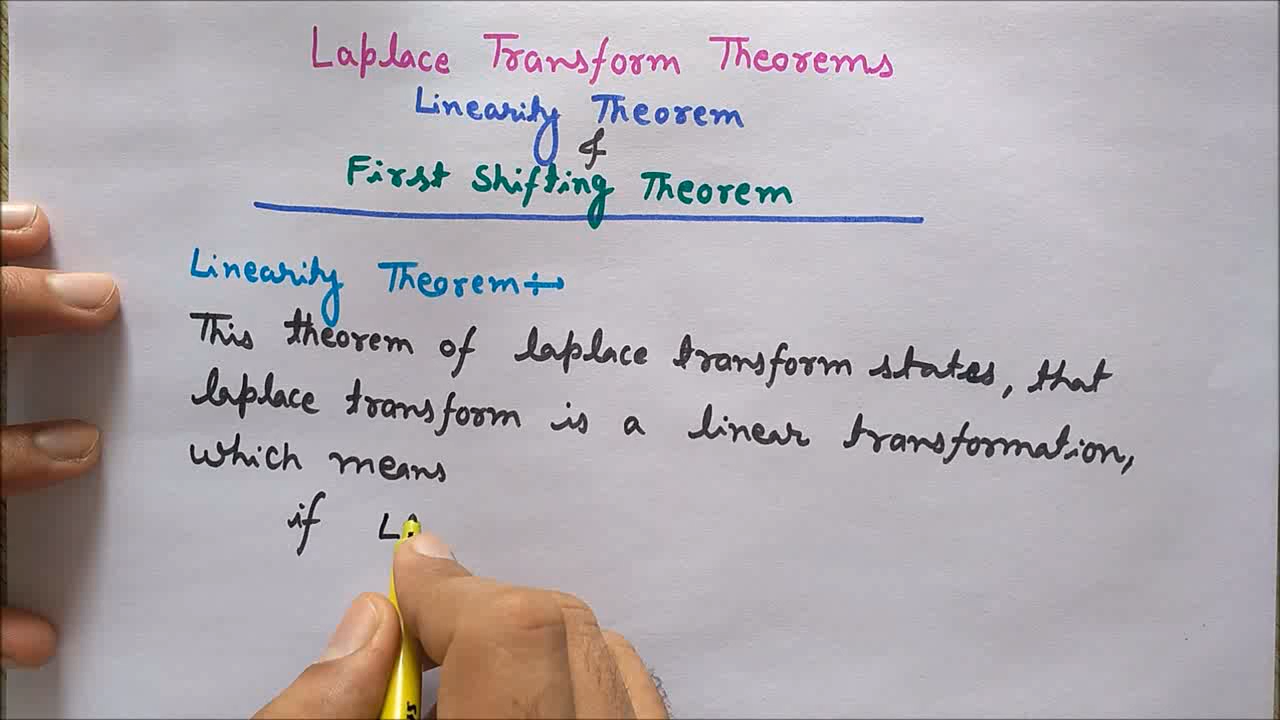 Laplace Transform Theorems
Linearity Theorem
&
First Shifting Theorem
Linearity Theorem
This theorem of laplace transform states, that
laplace transform is a linear transformation,
which means
if L